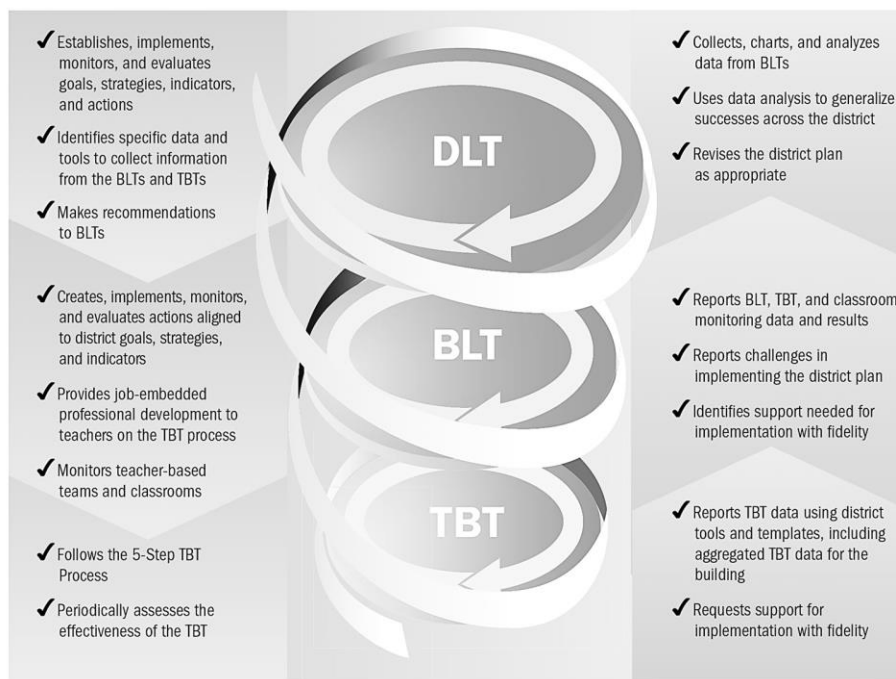 ✔ Establishes, implements,
monitors, and evaluates
goals, strategies, indicators,
and actions
✔ Identifies specific data and
tools to collect information
from the BLTs and TBTs
✔ Makes recommendations
to BLTs
✔ Creates, implements, monitors,
and evaluates actions aligned
to district goals, strategies,
and indicators
✔ Provides job-embedded
professional development to
teachers on the TBT process
✔ Monitors teacher-based
teams and classrooms
✔ Follows the 5-Step TBT
Process
✔ Periodically assesses the
effectiveness of the TBT
DLT
BLT
TBT
✔ Collects, charts, and analyzes
data from BLTs
✔ Uses data analysis to generalize
successes across the district
✔ Revises the district plan
as appropriate
✔ Reports BLT, TBT, and classroom
monitoring data and results
✔ Reports challenges in
implementing the district plan
✔ Identifies support needed for
implementation with fidelity
✔ Reports TBT data using district
tools and templates, including
aggregated TBT data for the
building
✔ Requests support for
implementation with fidelity